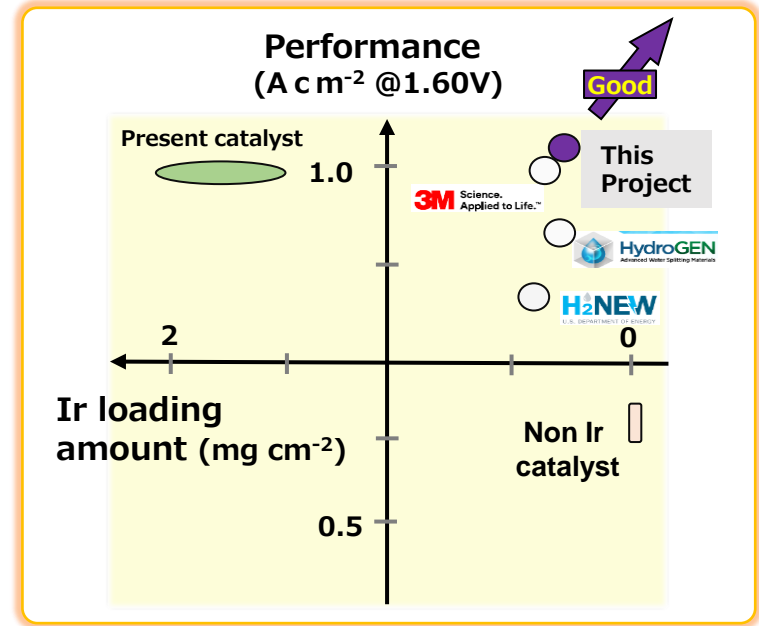 Performance
(A c m-2 @1.60V)
Good
Present catalyst
1.0
This
Project
3M Science.
Applied to Life.™
HydroGEN
Advanced Water Splitting Materials
H2NEW
U.S. DEPARTMENT OF ENERGY
2
0
Ir loading
amount (mg cm-2)
Non Ir
catalyst
0.5